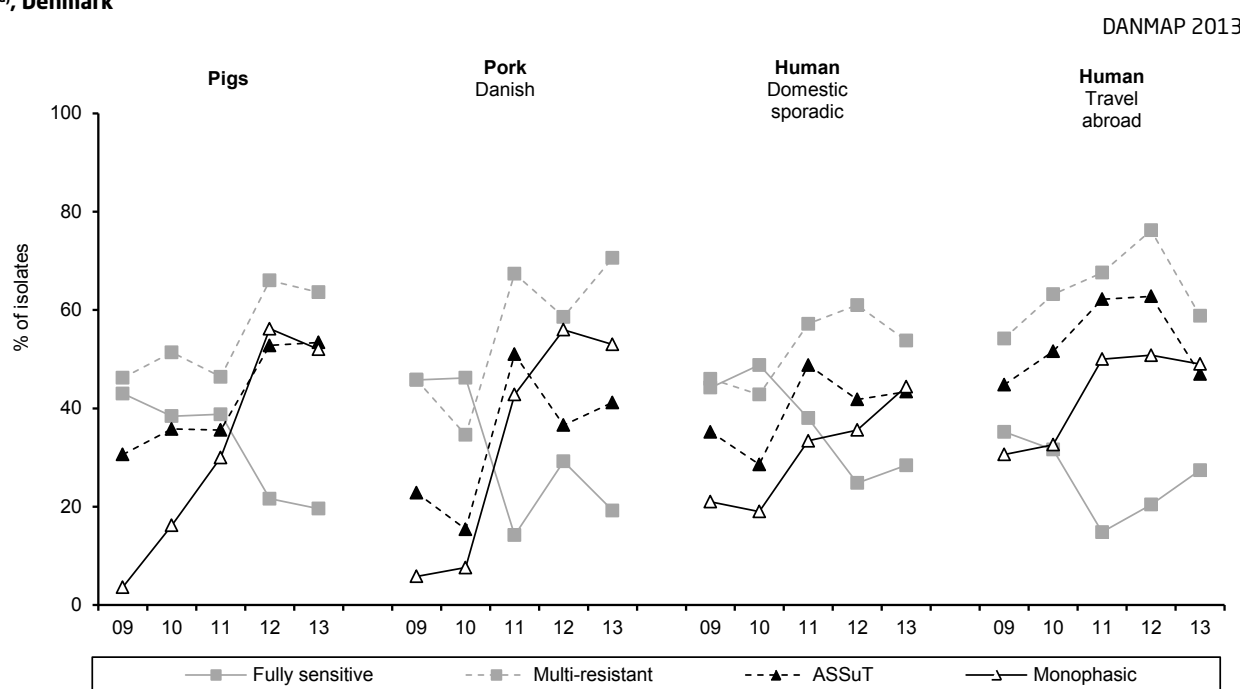 , Denmark
DANMAP 2013
Pigs
Pork
Danish
Human
Domestic
sporadic
Human
Travel
abroad
% of isolates
100
80
60
40
20
0
09 10 11 12 13 09 10 11 12 13 09 10 11 12 13 09 10 11 12 13
Fully sensitive Multi-resistant ASSuT Monophasic